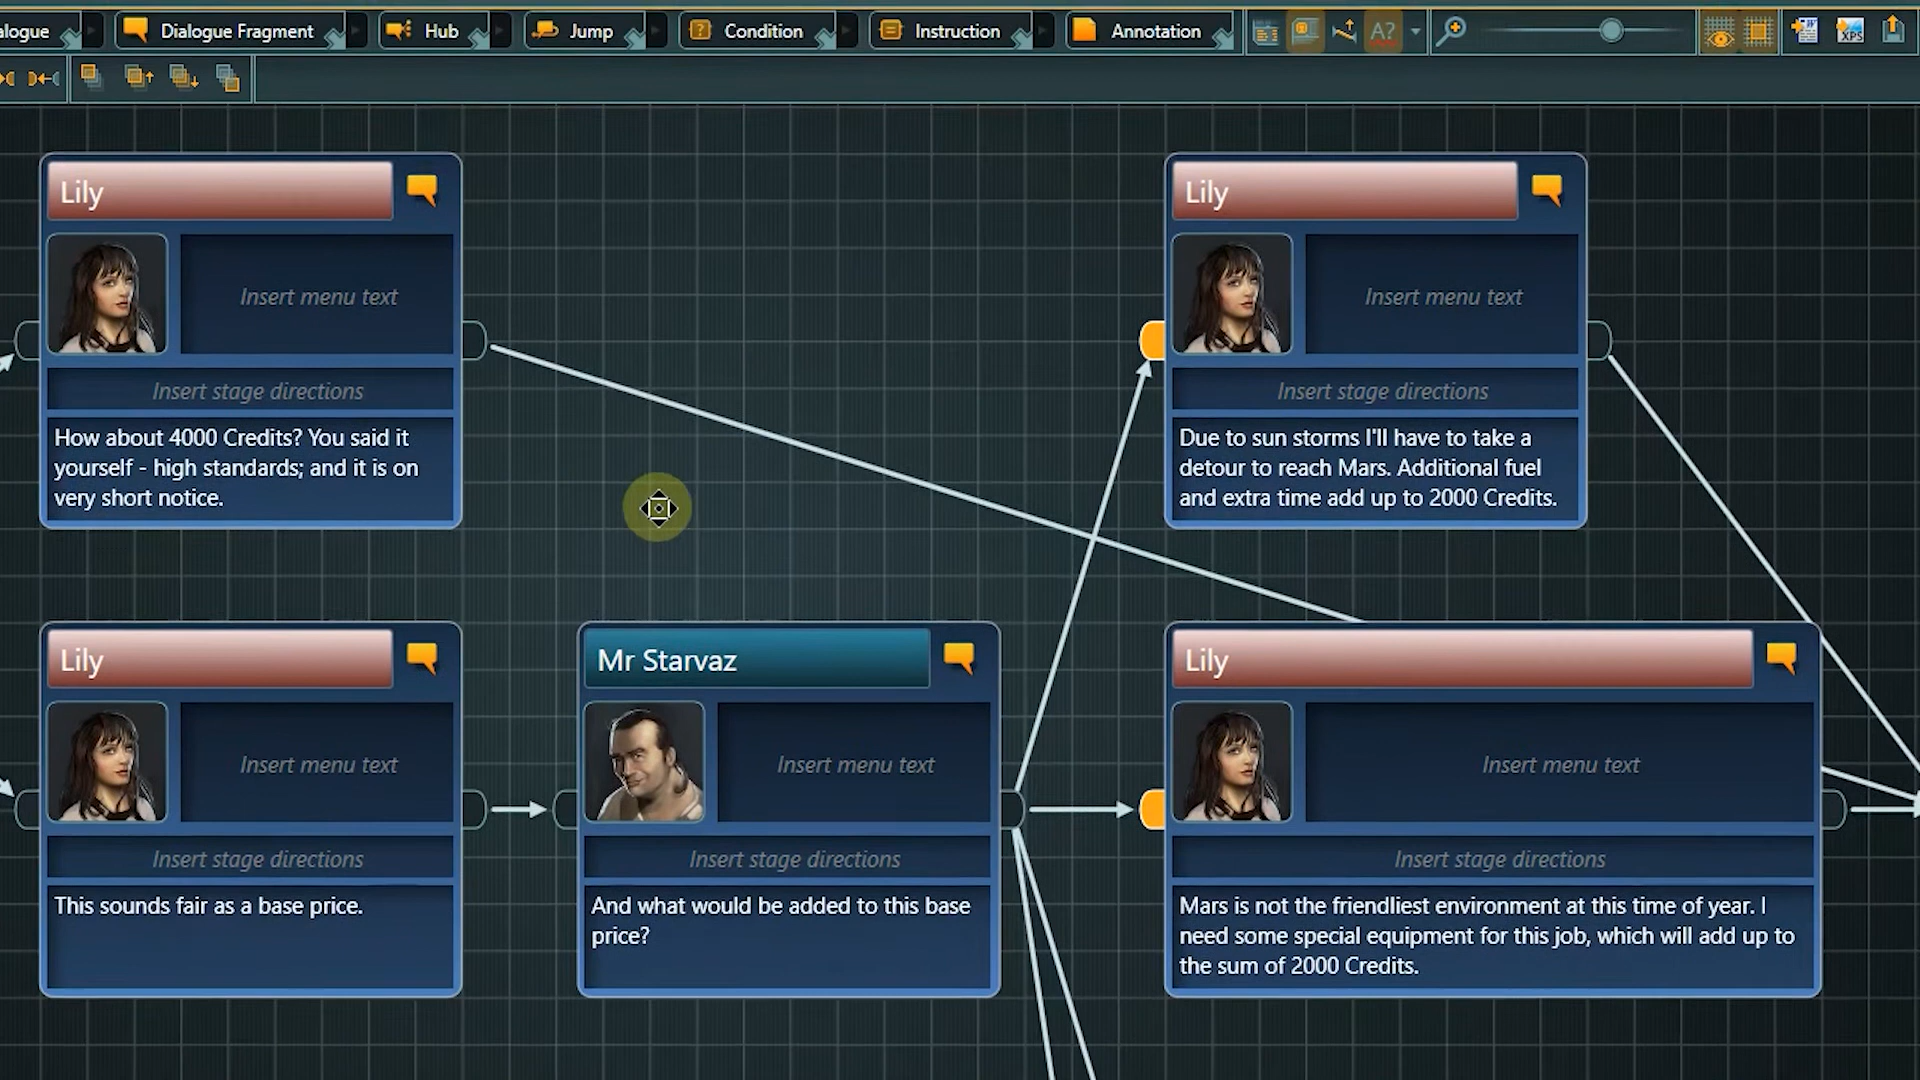 alogue
Dialogue Fragment
Hub
Jump
Condition
Instruction
Annotation
A?
XPS
Lily
Insert menu text
Insert stage directions
How about 4000 Credits? You said it
yourself - high standards; and it is on
very short notice.
Lily
Insert menu text
Insert stage directions
Due to sun storms I'll have to take a
detour to reach Mars. Additional fuel
and extra time add up to 2000 Credits.
Lily
Insert menu text
Insert stage directions
This sounds fair as a base price.
Mr Starvaz
Insert menu text
Insert stage directions
And what would be added to this base
price?
Lily
Insert menu text
Insert stage directions
Mars is not the friendliest environment at this time of year. I
need some special equipment for this job, which will add up to
the sum of 2000 Credits.